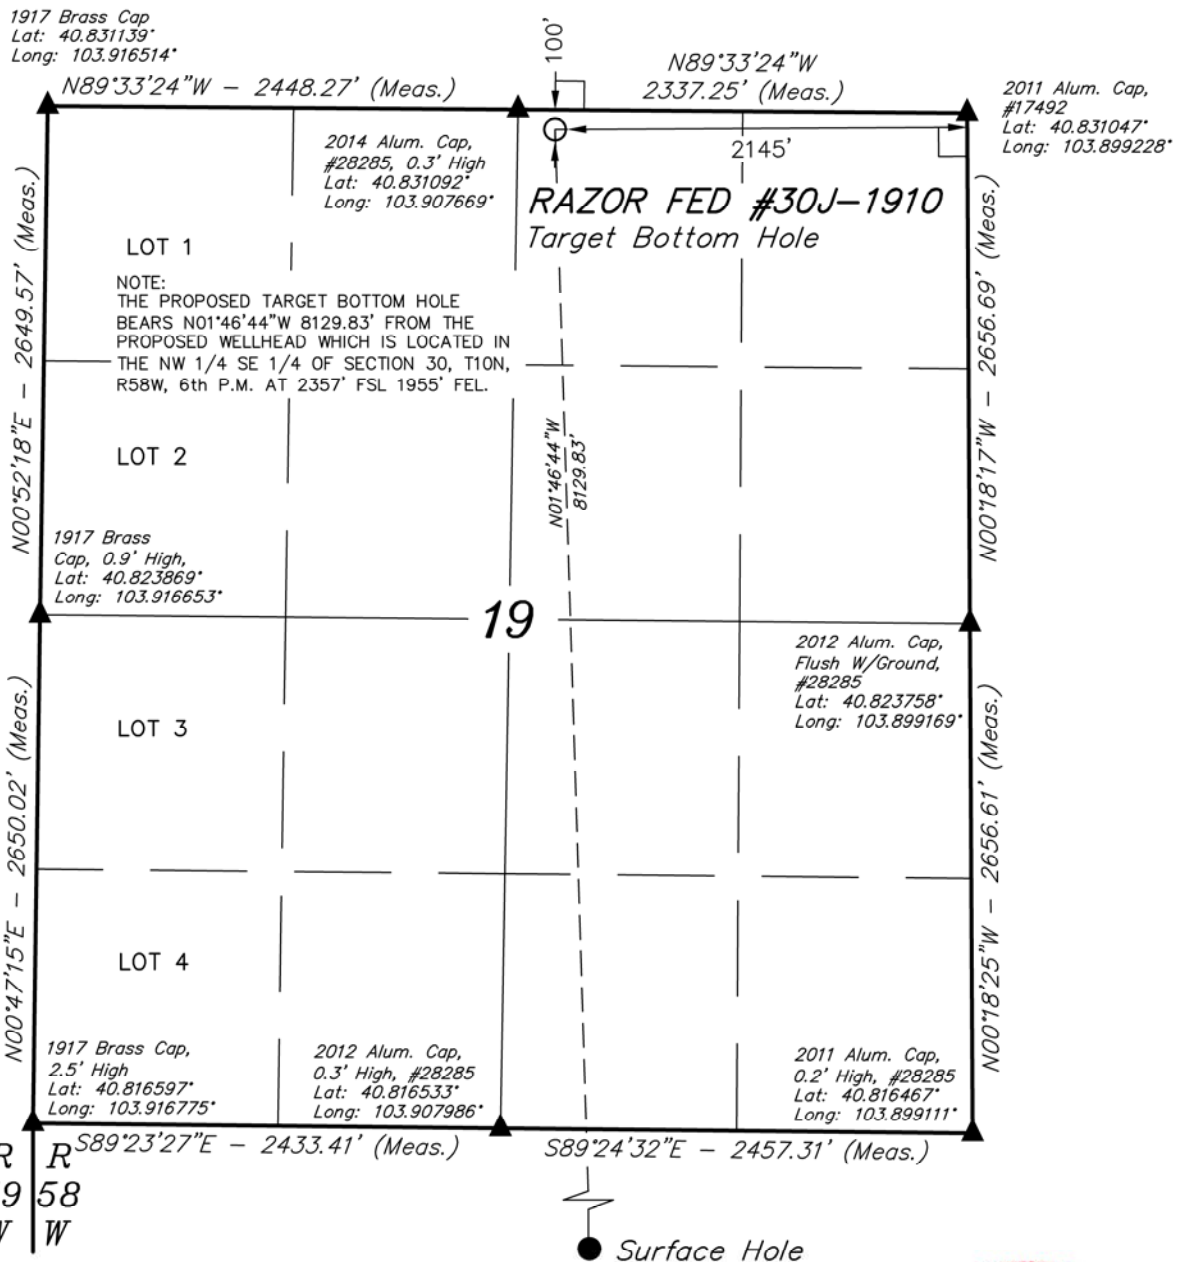 1917 Brass Cap
Lat: 40.831139°
Long: 103.916514°
N89°33'24"W - 2448.27' (Meas.)
100'
N89°33'24"W
2337.25' (Meas.)
2011 Alum. Cap,
#17492
Lat: 40.831047°
Long: 103.899228°
2014 Alum. Cap,
#28285, 0.3' High
Lat: 40.831092°
Long: 103.907669°
2145'
RAZOR FED #30J-1910
Target Bottom Hole
LOT 1
NOTE:
THE PROPOSED TARGET BOTTOM HOLE
BEARS N01°46'44"W 8129.83' FROM THE
PROPOSED WELLHEAD WHICH IS LOCATED IN
THE NW 1/4 SE 1/4 OF SECTION 30, T10N,
R58W, 6th P.M. AT 2357' FSL 1955' FEL.
N00°52'18"E - 2649.57' (Meas.)
N00°18'17"W - 2656.69' (Meas.)
LOT 2
N01°46'44"W
8129.83'
1917 Brass
Cap, 0.9' High,
Lat: 40.823869°
Long: 103.916653°
19
2012 Alum. Cap,
Flush W/Ground,
#28285
Lat: 40.823758°
Long: 103.899169°
LOT 3
N00°47'15"E - 2650.02' (Meas.)
N00°18'25"W - 2656.61' (Meas.)
LOT 4
1917 Brass Cap,
2.5' High
Lat: 40.816597°
Long: 103.916775°
2012 Alum. Cap,
0.3' High, #28285
Lat: 40.816533°
Long: 103.907986°
2011 Alum. Cap,
0.2' High, #28285
Lat: 40.816467°
Long: 103.899111°
S89°23'27"E - 2433.41' (Meas.)
S89°24'32"E - 2457.31' (Meas.)
R R
9 58
W W
Surface Hole